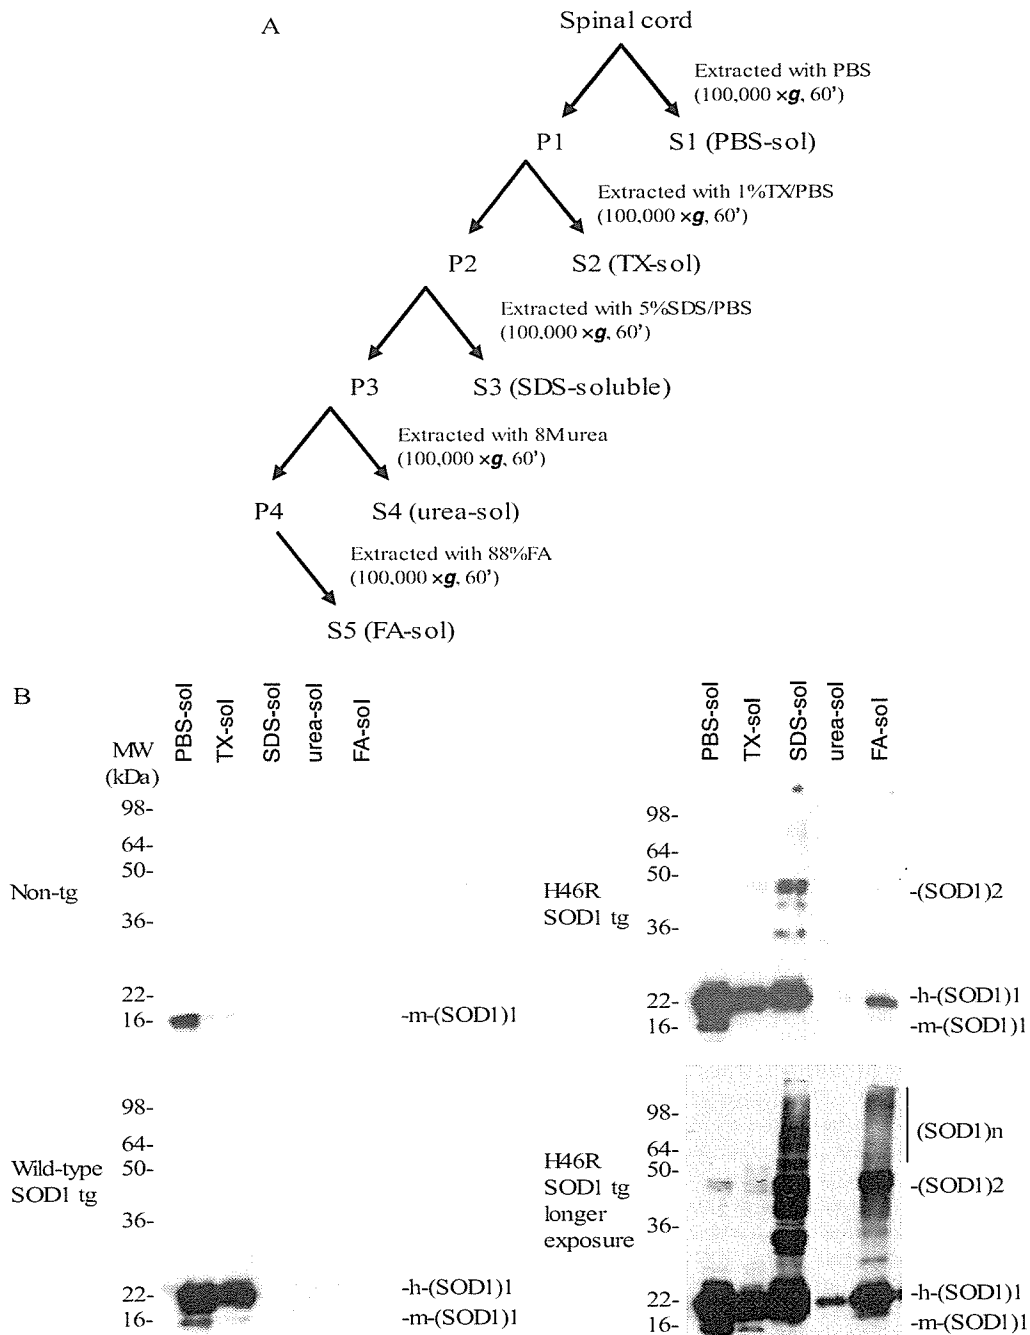 A
Spinal cord
Extracted with PBS
(100,000 ×g, 60')
P1
S1 (PBS-sol)
Extracted with 1%TX/PBS
(100,000 ×g, 60')
P2
S2 (TX-sol)
Extracted with 5%SDS/PBS
(100,000 ×g, 60')
P3
S3 (SDS-soluble)
Extracted with 8M urea
(100,000 ×g, 60')
P4
S4 (urea-sol)
Extracted with 88%FA
(100,000 ×g, 60')
S5 (FA-sol)
B
MW
(kDa)
PBS-sol
TX-sol
SDS-sol
urea-sol
FA-sol
Non-tg
98-
64-
50-
36-
22-
16-
-m-(SOD1)1
Wild-type
SOD1 tg
98-
64-
50-
36-
22-
16-
-h-(SOD1)1
-m-(SOD1)1
PBS-sol
TX-sol
SDS-sol
urea-sol
FA-sol
H46R
SOD1 tg
98-
64-
50-
36-
22-
16-
-(SOD1)2
-h-(SOD1)1
-m-(SOD1)1
H46R
SOD1 tg
longer
exposure
98-
64-
50-
36-
22-
16-
(SOD1)n
-(SOD1)2
-h-(SOD1)1
-m-(SOD1)1